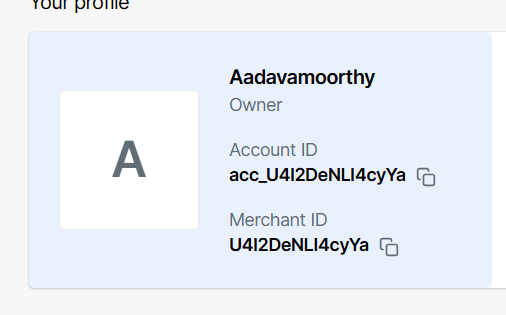 Your profile
A
Aadavamoorthy
Owner
Account ID
acc_U4I2DeNLI4cyYa
Merchant ID
U4I2DeNLI4cyYa